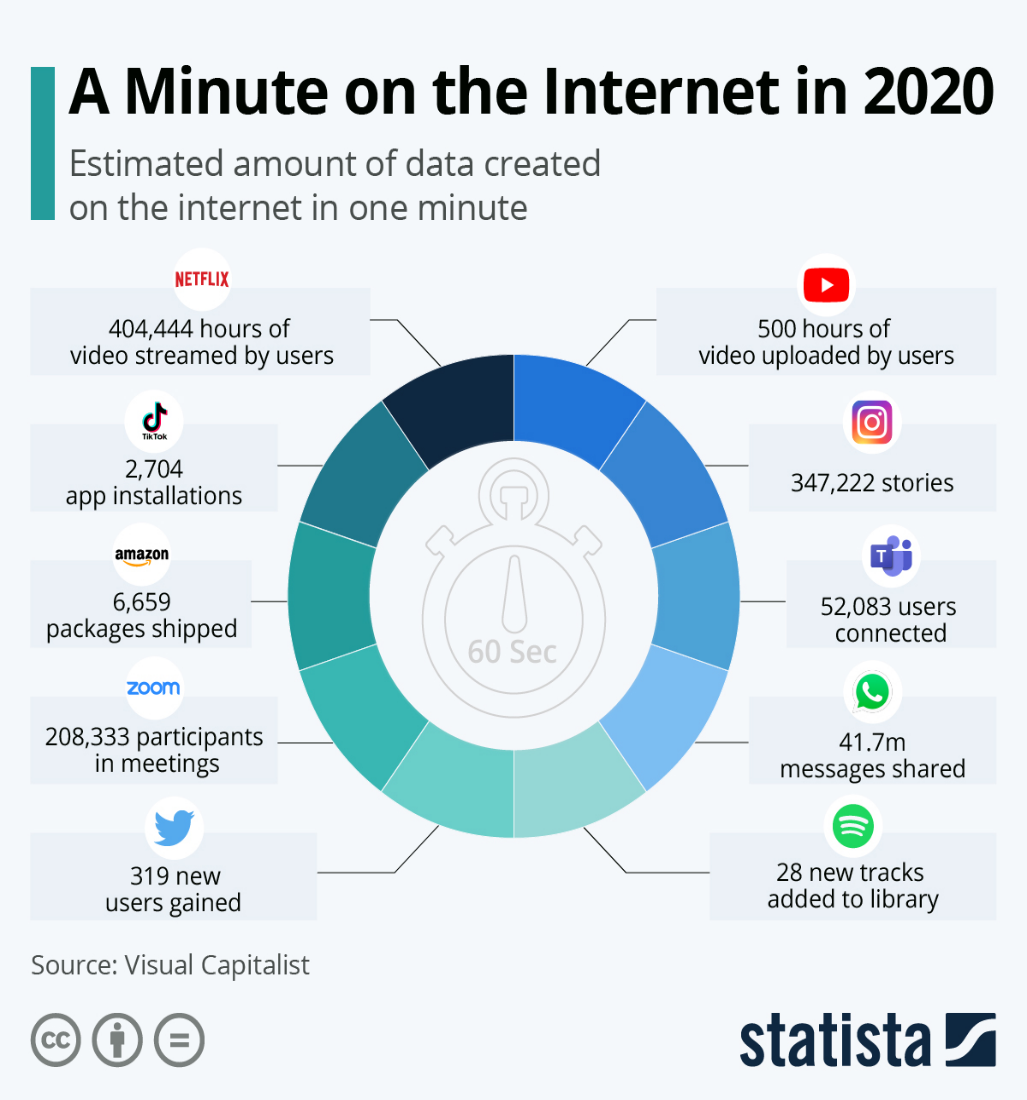 A Minute on the Internet in 2020
Estimated amount of data created
on the internet in one minute
NETFLIX
404,444 hours of
video streamed by users
500 hours of
video uploaded by users
TikTok
2,704
app installations
347,222 stories
amazon
6,659
packages shipped
T
52,083 users
connected
zoom
208,333 participants
in meetings
41.7m
messages shared
319 new
users gained
28 new tracks
added to library
60 Sec
Source: Visual Capitalist
cc
statista